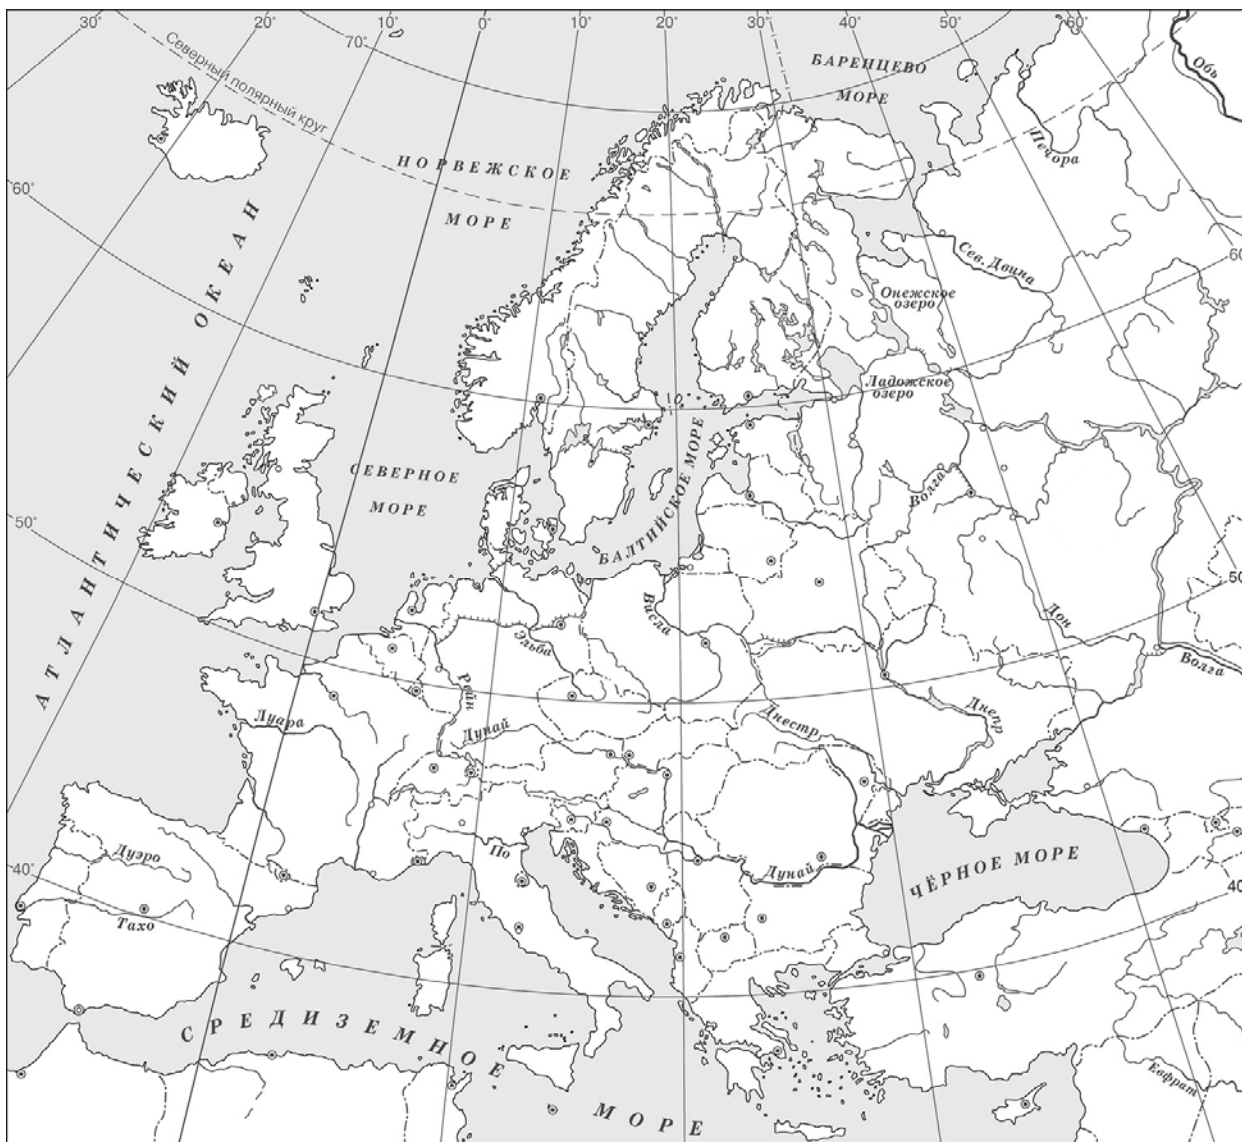 30°
20°
10°
0°
10°
20°
30°
40°
50°
60°
70°
Северный полярный круг
БАРЕНЦЕВО
МОРЕ
Обь
Печора
НОРВЕЖСКОЕ
МОРЕ
60°
АТЛАНТИЧЕСКИЙ ОКЕАН
Сев. Двина
60
Онежское
озеро
Ладожское
озеро
СЕВЕРНОЕ
МОРЕ
БАЛТИЙСКОЕ МОРЕ
Волга
50°
50
Висла
Эльба
Дон
Волга
Рейн
Луара
Дунай
Днестр
Днепр
По
Дунай
ЧЁРНОЕ МОРЕ
40°
40
Дуэро
Тахо
СРЕДИЗЕМНОЕ
МОРЕ
Евфрат